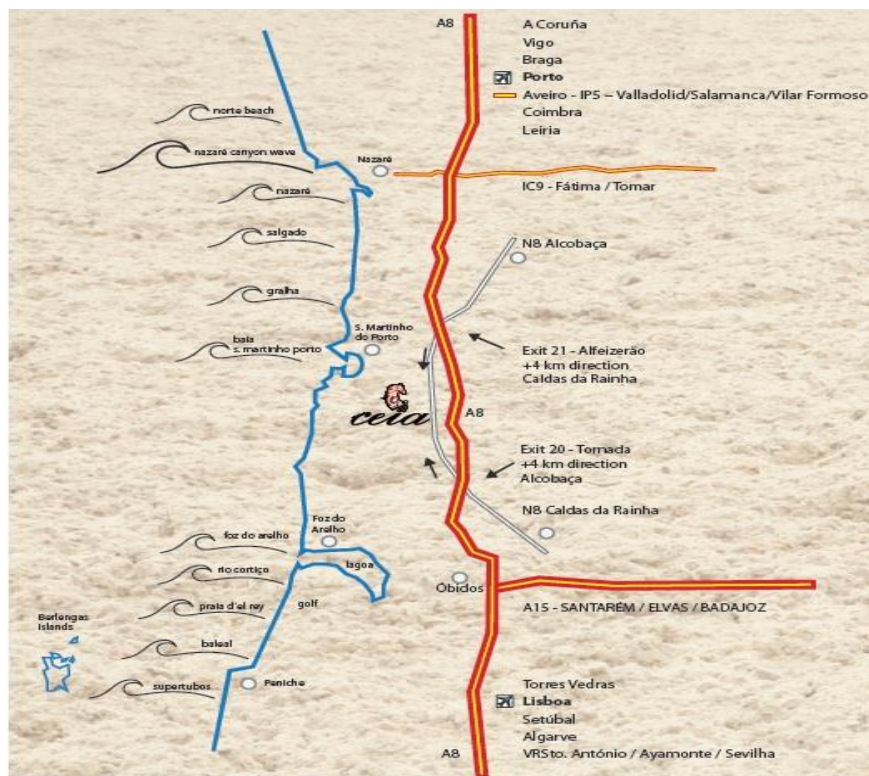 A8
A Coruña
Vigo
Braga
Porto
Aveiro - IP5 – Valladolid/Salamanca/Vilar Formoso
Coimbra
Leiria
norte beach
nazaré canyon wave
Nazaré
IC9 - Fátima / Tomar
nazaré
salgado
N8 Alcobaça
gralha
S. Martinho
do Porto
baía
s. martinho porto
Exit 21 - Alfeizerão
+4 km direction
Caldas da Rainha
ceia
A8
Exit 20 - Tornada
+4 km direction
Alcobaça
N8 Caldas da Rainha
Foz do
Arelho
foz do arelho
lagoa
rio cortiço
Óbidos
praia d'el rey
golf
A15 - SANTARÉM / ELVAS / BADAJOZ
Berlengas
Islands
baleal
Peniche
supertubos
Torres Vedras
Lisboa
Setúbal
Algarve
A8
VRSto. António / Ayamonte / Sevilha